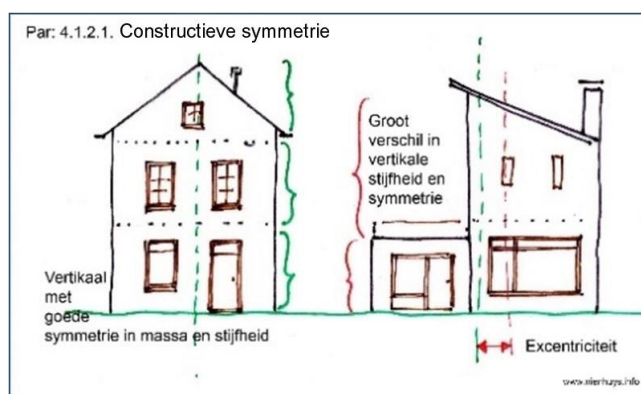 Par: 4.1.2.1. Constructieve symmetrie
Groot
verschil in
vertikale
stijfheid en
symmetrie
Vertikaal
met
goede
symmetrie in massa en stijfheid
Excentriciteit
www.nierhuys.info